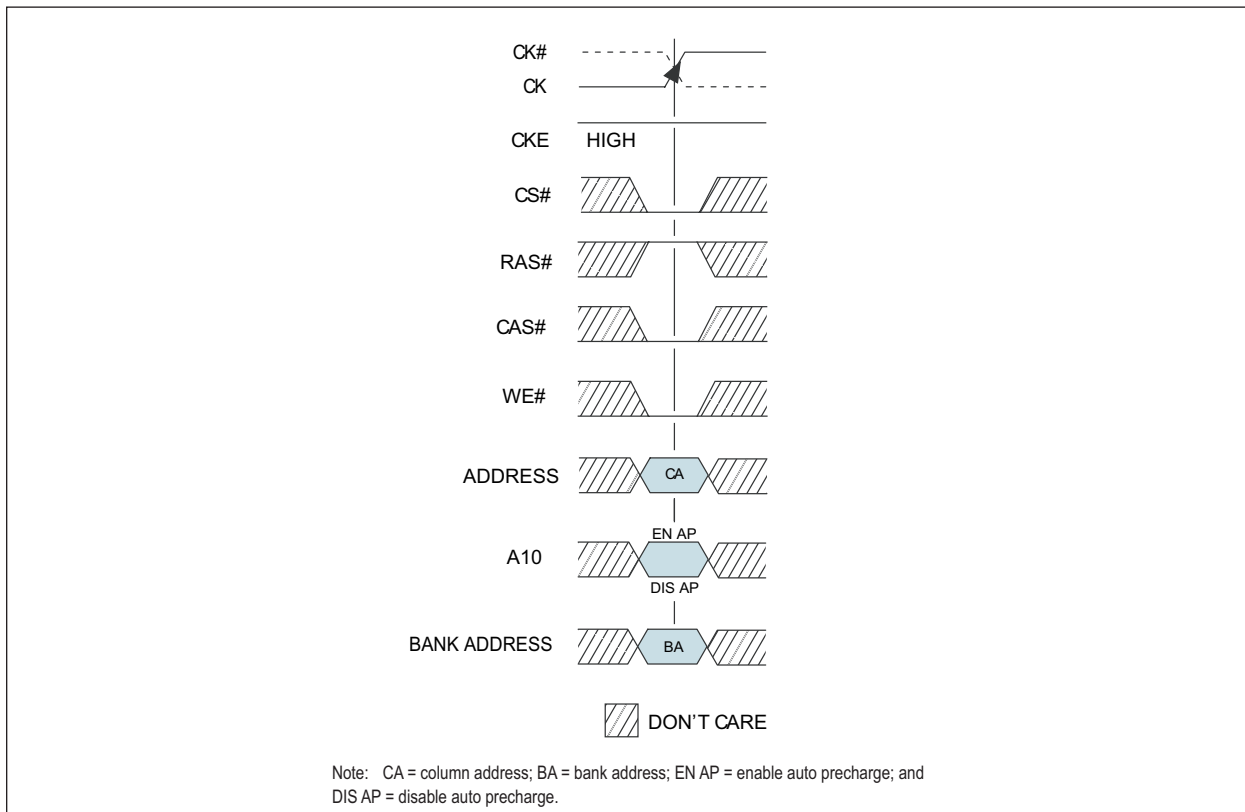 CK#
CK
CKE HIGH
CS#
RAS#
CAS#
WE#
ADDRESS CA
EN AP
A10
DIS AP
BANK ADDRESS BA
DON'T CARE
Note: CA = column address; BA = bank address; EN AP = enable auto precharge; and
DIS AP = disable auto precharge.